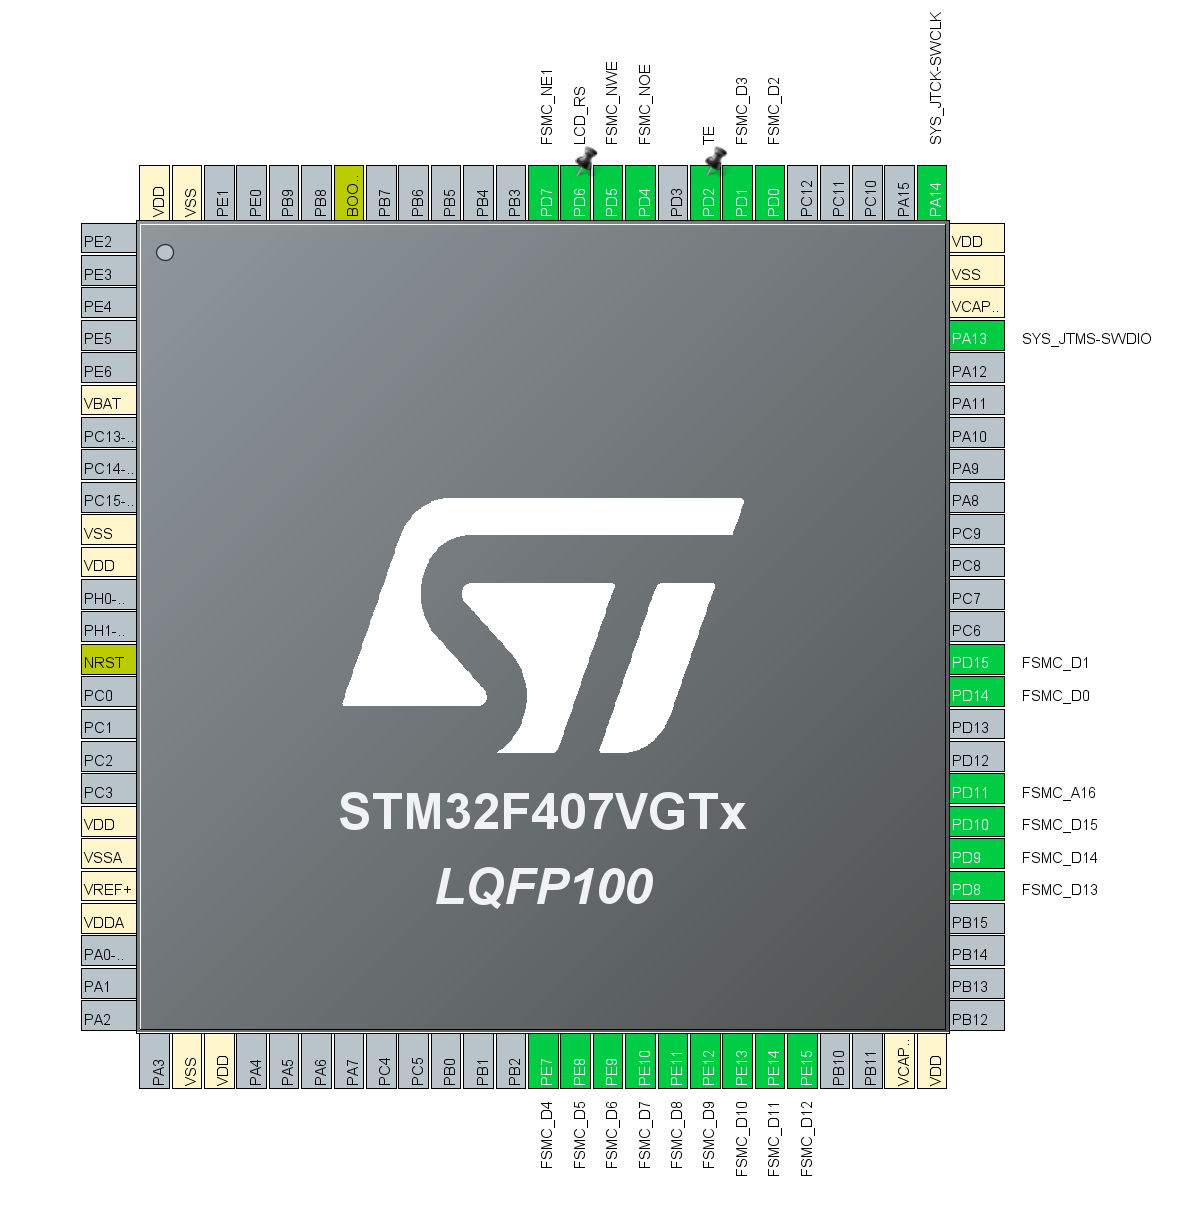 FSMC_NE1
LCD_RS
FSMC_NWE
FSMC_NOE
TE
FSMC_D3
FSMC_D2
SYS_JTCK-SWCLK
VDD
VSS
PE1
PE0
PB9
PB8
BOO..
PB7
PB6
PB5
PB4
PB3
PD7
PD6
PD5
PD4
PD3
PD2
PD1
PD0
PC12
PC11
PC10
PA15
PA14
PE2
PE3
PE4
PE5
PE6
VBAT
PC13-..
PC14-..
PC15-..
VSS
VDD
PH0-..
PH1-..
NRST
PC0
PC1
PC2
PC3
VDD
VSSA
VREF+
VDDA
PA0-..
PA1
PA2
STM32F407VGTx
LQFP100
VDD
VSS
VCAP..
PA13 SYS_JTMS-SWDIO
PA12
PA11
PA10
PA9
PA8
PC9
PC8
PC7
PC6
PD15 FSMC_D1
PD14 FSMC_D0
PD13
PD12
PD11 FSMC_A16
PD10 FSMC_D15
PD9 FSMC_D14
PD8 FSMC_D13
PB15
PB14
PB13
PB12
PA3
VSS
VDD
PA4
PA5
PA6
PA7
PC4
PC5
PB0
PB1
PB2
PE7
PE8
PE9
PE10
PE11
PE12
PE13
PE14
PE15
PB10
PB11
VCAP..
VDD
FSMC_D4
FSMC_D5
FSMC_D6
FSMC_D7
FSMC_D8
FSMC_D9
FSMC_D10
FSMC_D11
FSMC_D12